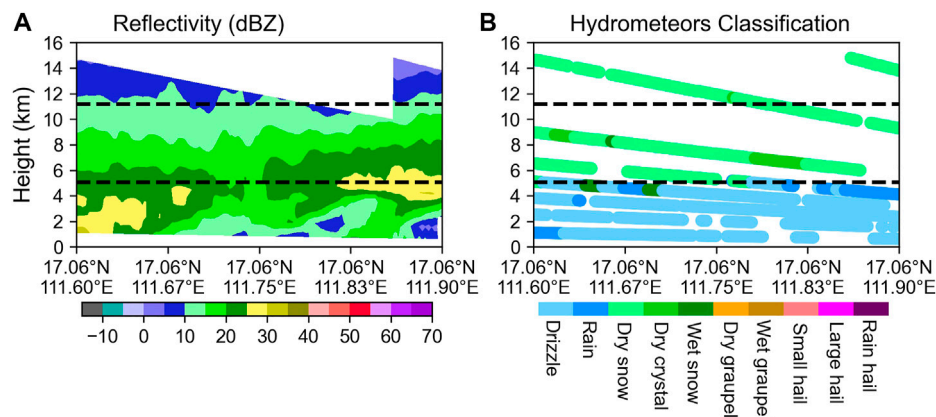 A Reflectivity (dBZ)
B Hydrometeors Classification
Height (km)
16
14
12
10
8
6
4
2
0
17.06°N 17.06°N 17.06°N 17.06°N 17.06°N
111.60°E 111.67°E 111.75°E 111.83°E 111.90°E
−10 0 10 20 30 40 50 60 70
16
14
12
10
8
6
4
2
0
17.06°N 17.06°N 17.06°N 17.06°N 17.06°N
111.60°E 111.67°E 111.75°E 111.83°E 111.90°E
Drizzle
Rain
Dry snow
Dry crystal
Wet snow
Dry graupel
Wet graupe
Small hail
Large hail
Rain hail